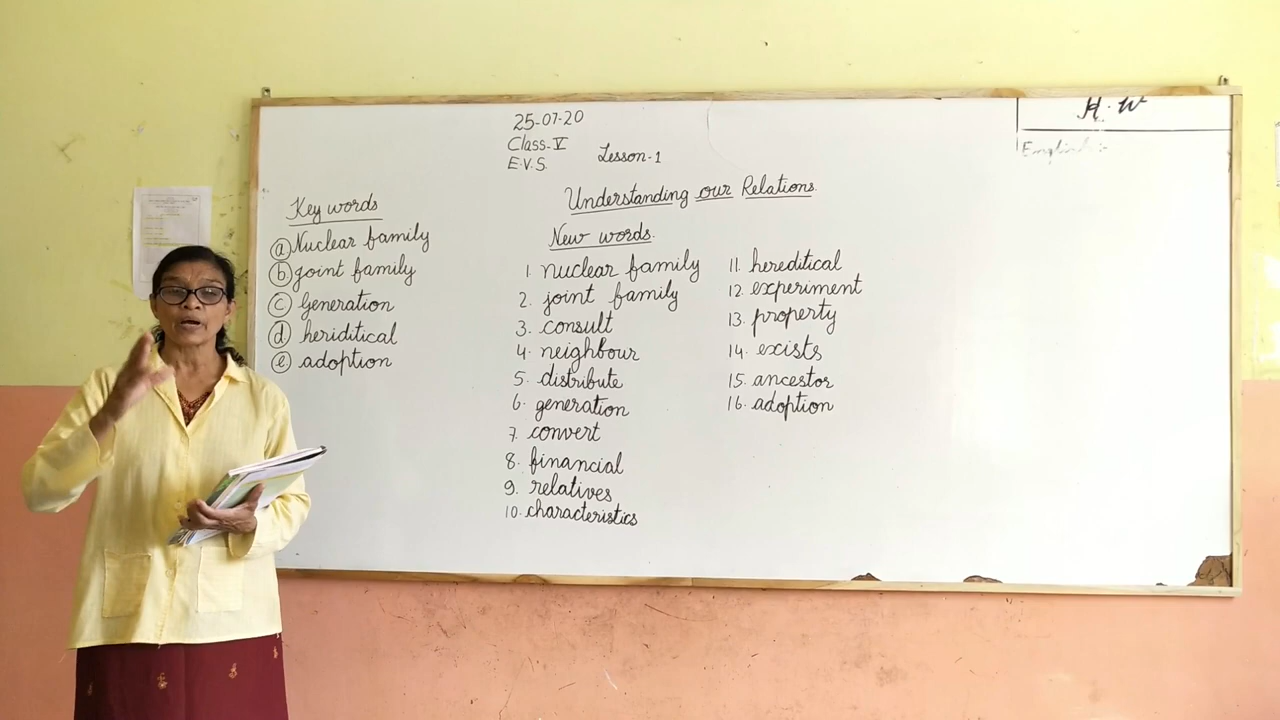 25-07-20
Class-V
E.V.S.
Lesson-1
Understanding our Relations.
Key words
a Nuclear family
b joint family
c Generation
d heriditical
e adoption
New words.
1. nuclear family
2. joint family
3. consult
4. neighbour
5. distribute
6. generation
7. convert
8. financial
9. relatives
10. characteristics
11. hereditical
12. experiment
13. property
14. exists
15. ancestor
16. adoption
H.W